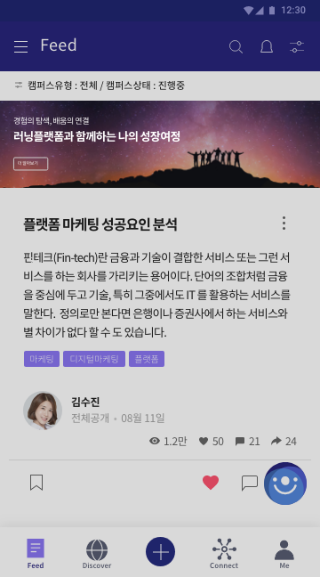 12:30
Feed
캠퍼스유형 : 전체 / 캠퍼스상태 : 진행중
경험의 탐색, 배움의 연결
러닝플랫폼과 함께하는 나의 성장여정
플랫폼 마케팅 성공요인 분석
핀테크(Fin-tech)란 금융과 기술이 결합한 서비스 또는 그런 서
비스를 하는 회사를 가리키는 용어이다. 단어의 조합처럼 금융
을 중심에 두고 기술, 특히 그중에서도 IT 를 활용하는 서비스를
말한다. 정의로만 본다면 은행이나 증권사에서 하는 서비스와
별 차이가 없다 할 수 도 있습니다.
마케팅 디지털마케팅 플랫폼
김수진
전체공개 • 08월 11일
1.2만 50 21 24
Feed Discover Connect Me